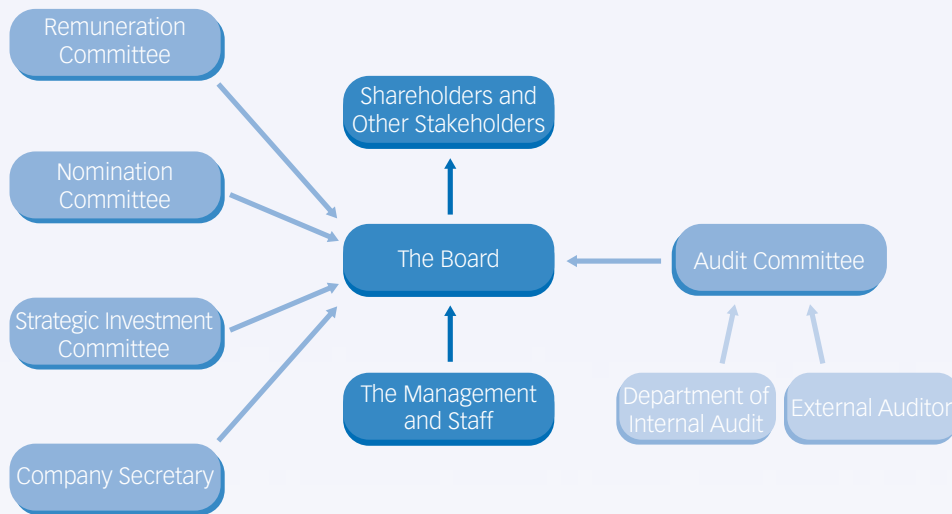 Remuneration
Committee
Shareholders and
Other Stakeholders
Nomination
Committee
The Board
Audit Committee
Strategic Investment
Committee
The Management
and Staff
Department of
Internal Audit
External Auditor
Company Secretary